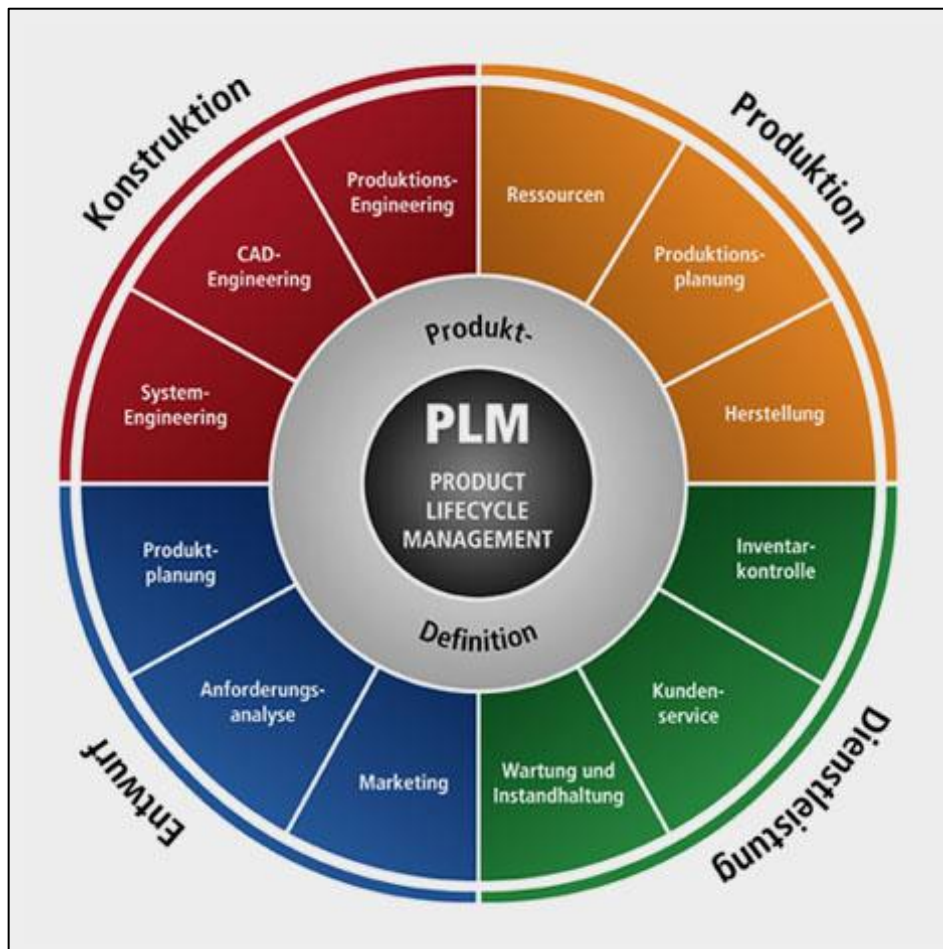 Konstruktion
Produktion
Produktions-
Engineering
Ressourcen
CAD-
Engineering
Produktions-
planung
System-
Engineering
Herstellung
Produkt-
PLM
PRODUCT
LIFECYCLE
MANAGEMENT
Definition
Produkt-
planung
Inventar-
kontrolle
Anforderungs-
analyse
Kunden-
service
Marketing
Wartung und
Instandhaltung
Entwurf
Dienstleistung